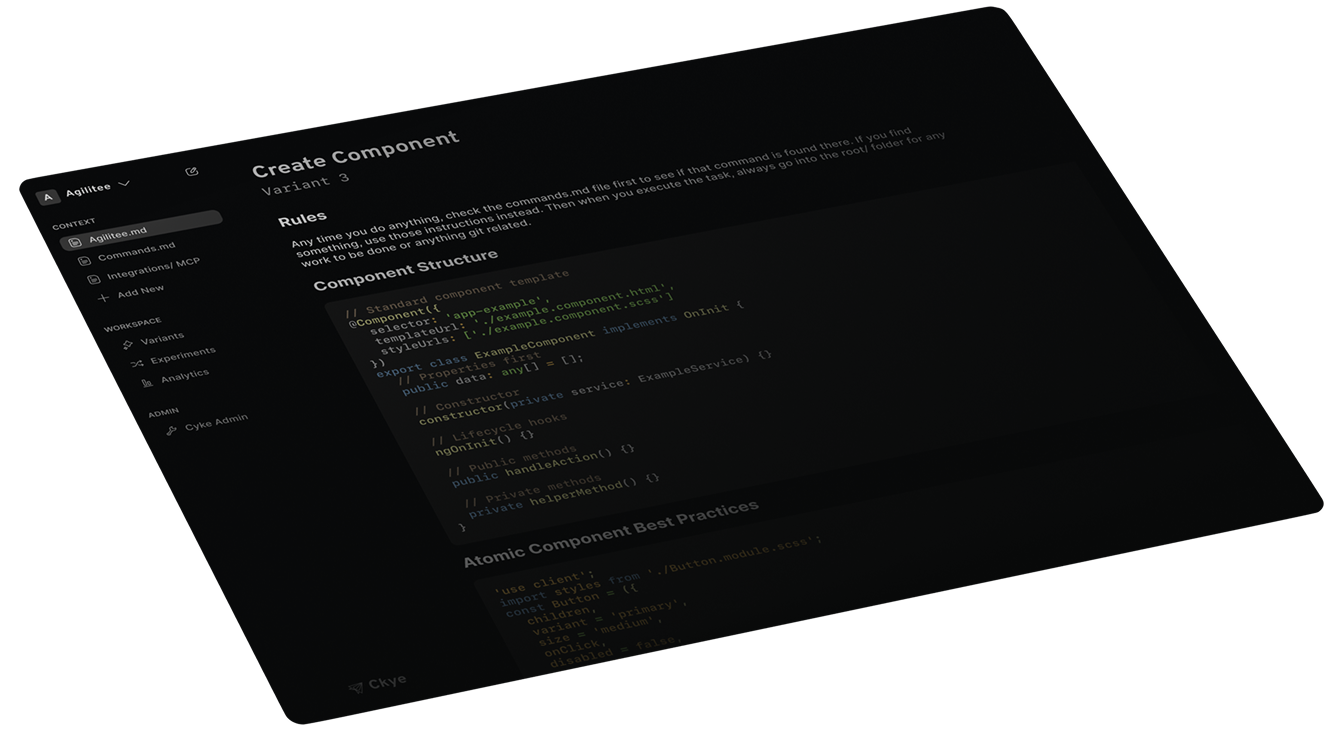 A Agilitee
CONTEXT
Agilitee.md
Commands.md
Integrations/ MCP
Add New
WORKSPACE
Variants
Experiments
Analytics
ADMIN
Cyke Admin
Ckye
Create Component
Variant 3
Rules
Any time you do anything, check the commands.md file first to see if that command is found there. If you find
something, use those instructions instead. Then when you execute the task, always go into the root/ folder for any
work to be done or anything git related.
Component Structure
// Standard component template
@Component({
selector: 'app-example',
templateUrl: './example.component.html',
styleUrls: ['./example.component.scss']
})
export class ExampleComponent implements OnInit {
// Properties first
public data: any[] = [];
// Constructor
constructor(private service: ExampleService) {}
// Lifecycle hooks
ngOnInit() {}
// Public methods
public handleAction() {}
// Private methods
private helperMethod() {}
}
Atomic Component Best Practices
'use client';
import styles from './Button.module.scss';
const Button = ({
children,
variant = 'primary',
size = 'medium',
onClick,
disabled = false,